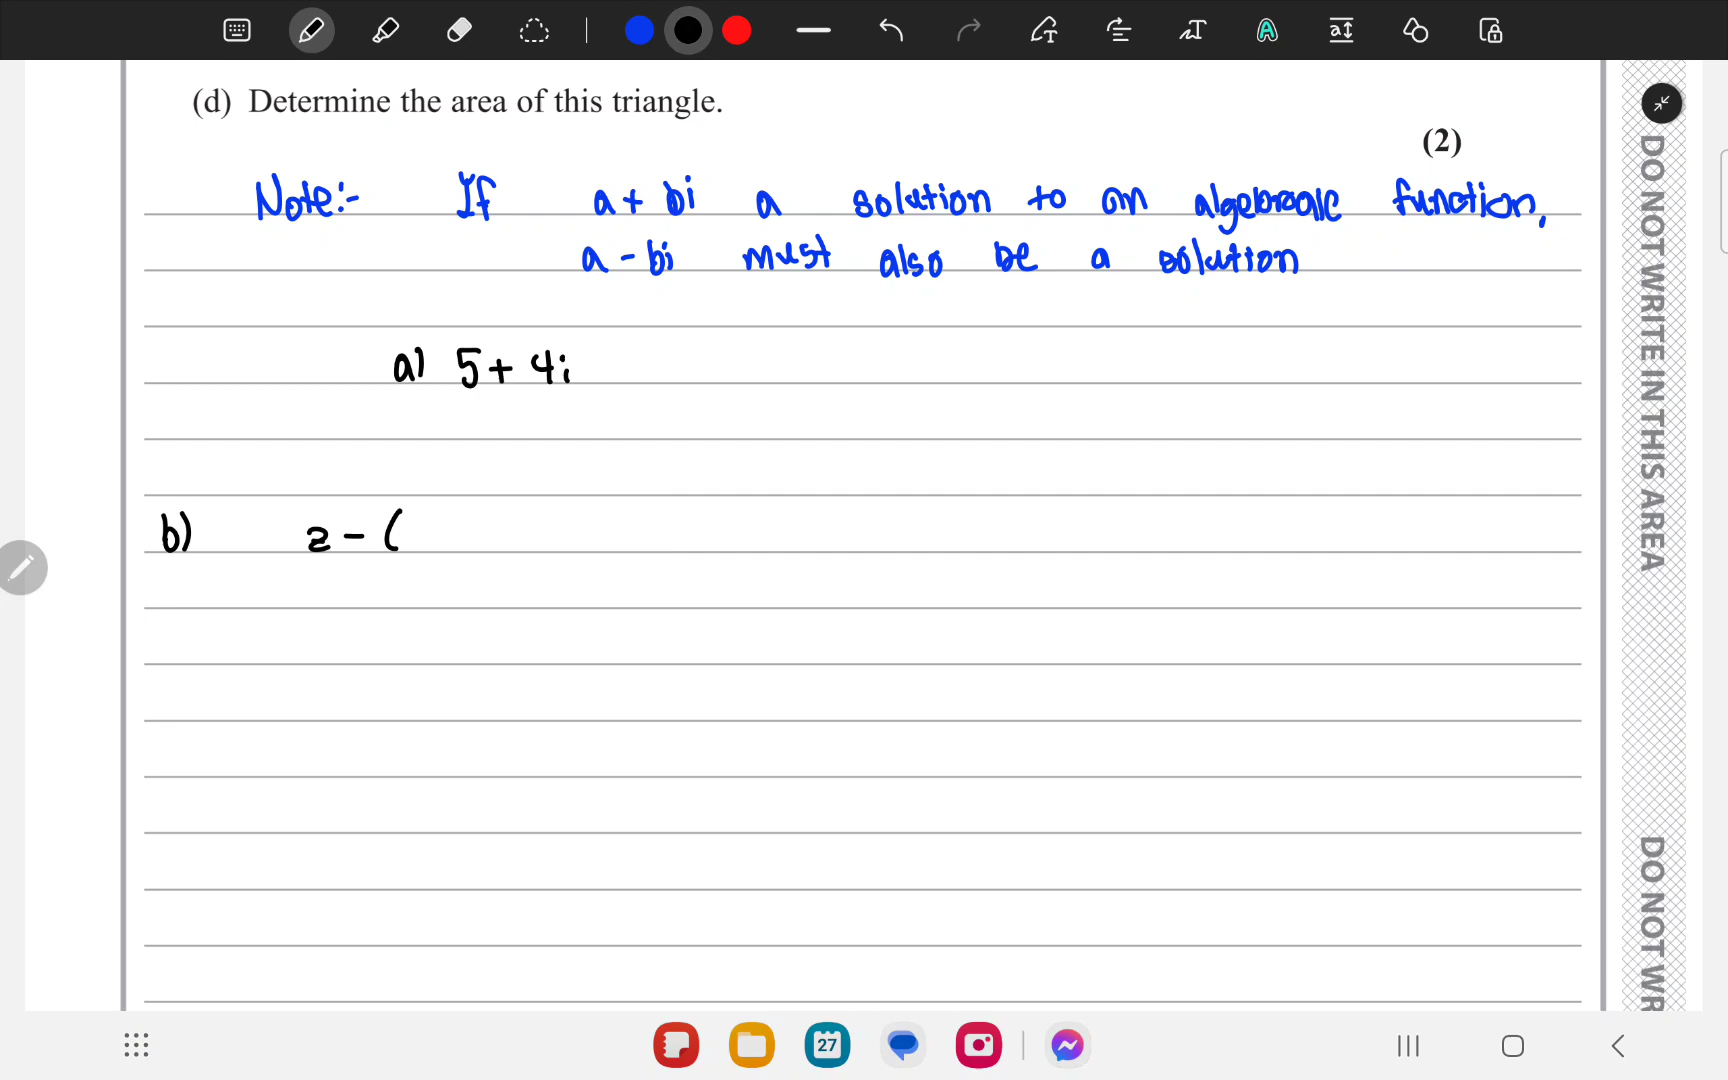 (d) Determine the area of this triangle.
(2)
Note:- If a + bi a solution to an algebraic function,
a - bi must also be a solution
a) 5 + 4i
b) z - (
DO NOT WRITE IN THIS AREA
DO NOT WR
27